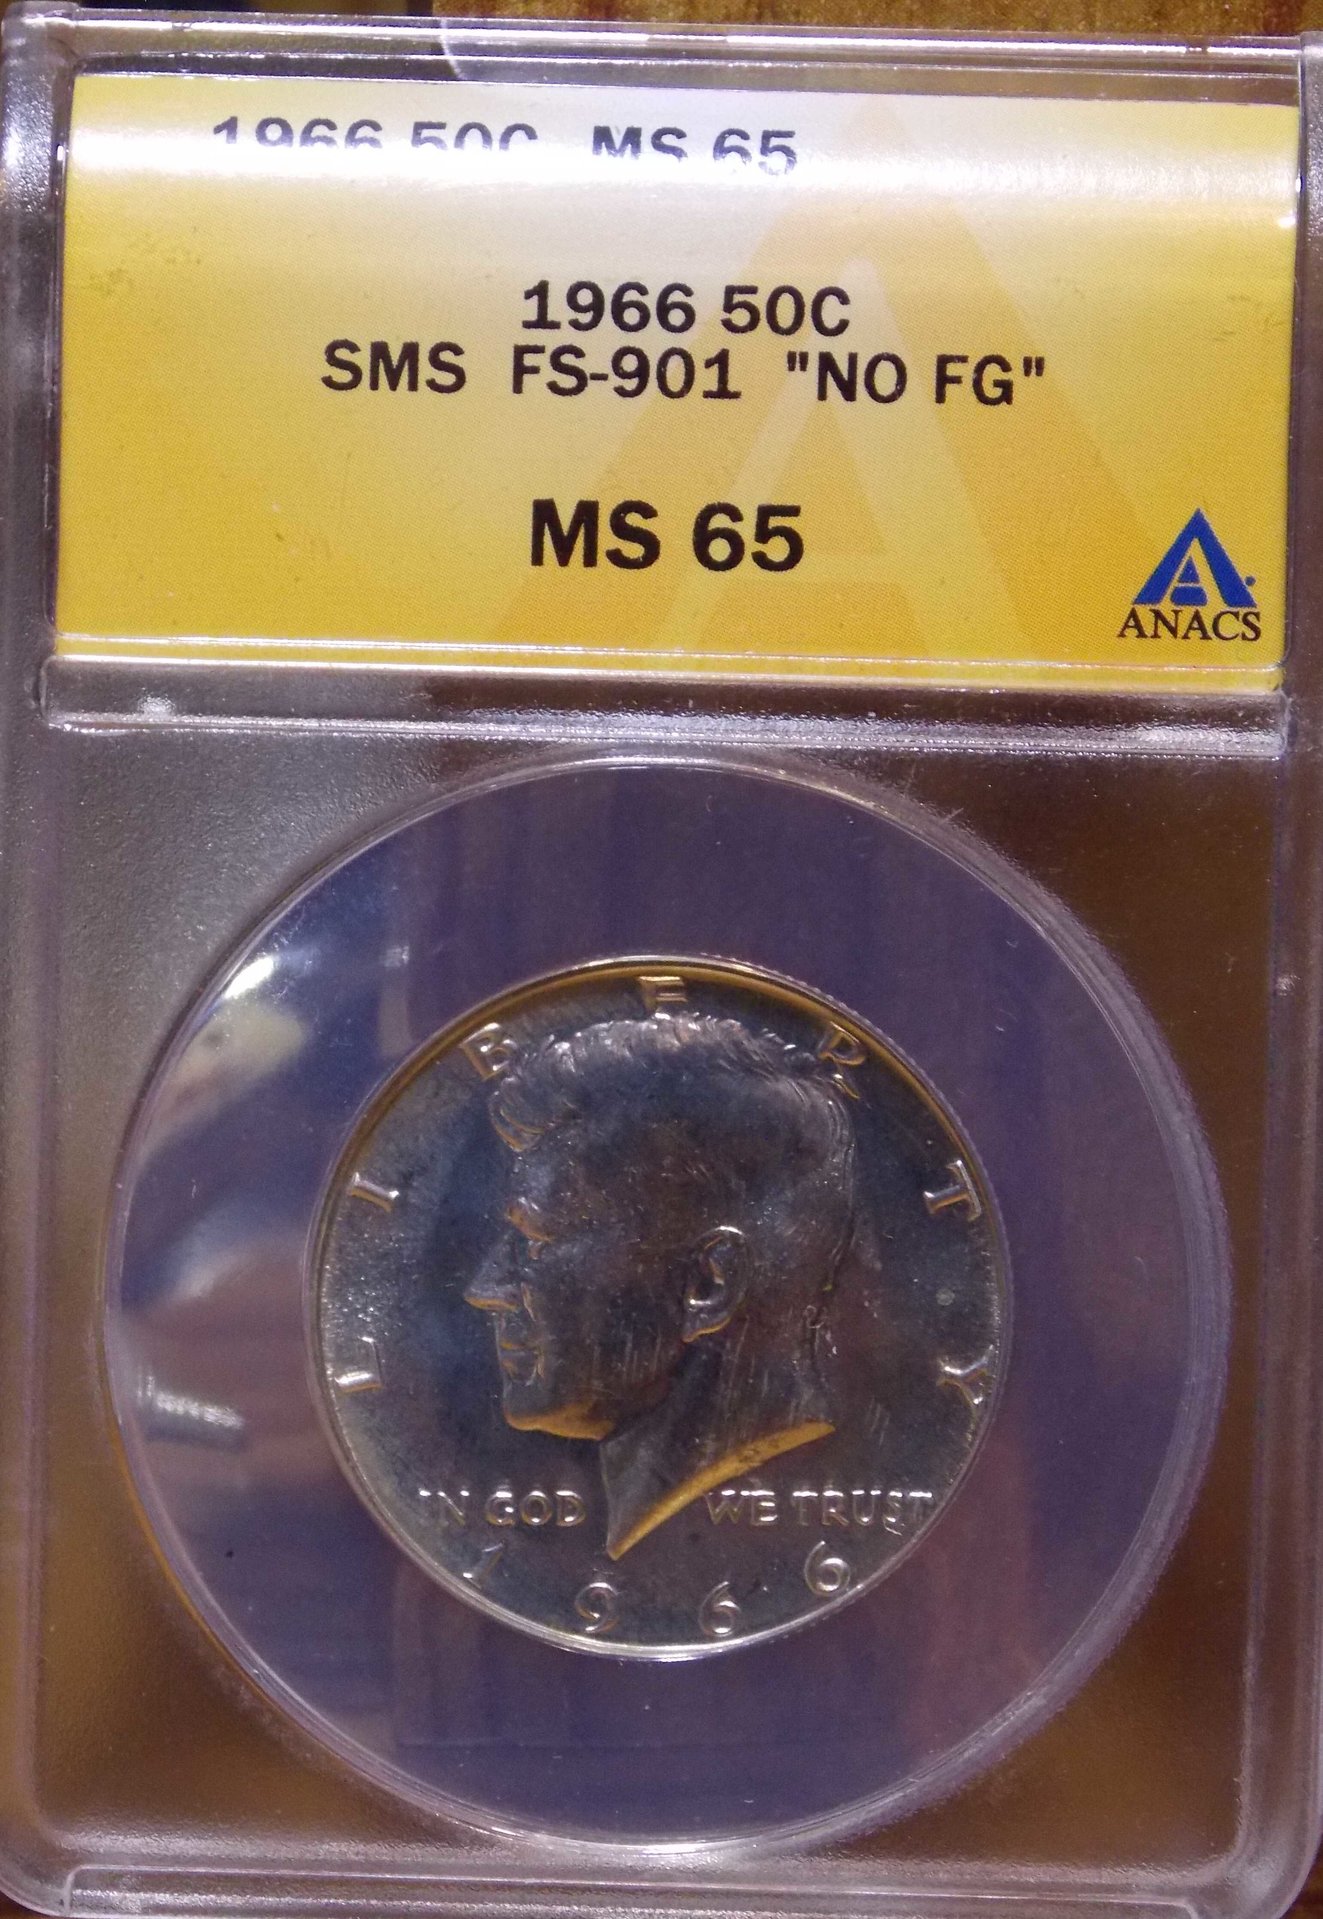 1966 50C MS 65
1966 50C
SMS FS-901 "NO FG"
MS 65
ANACS
LIBERTY
IN GOD WE TRUST
1966